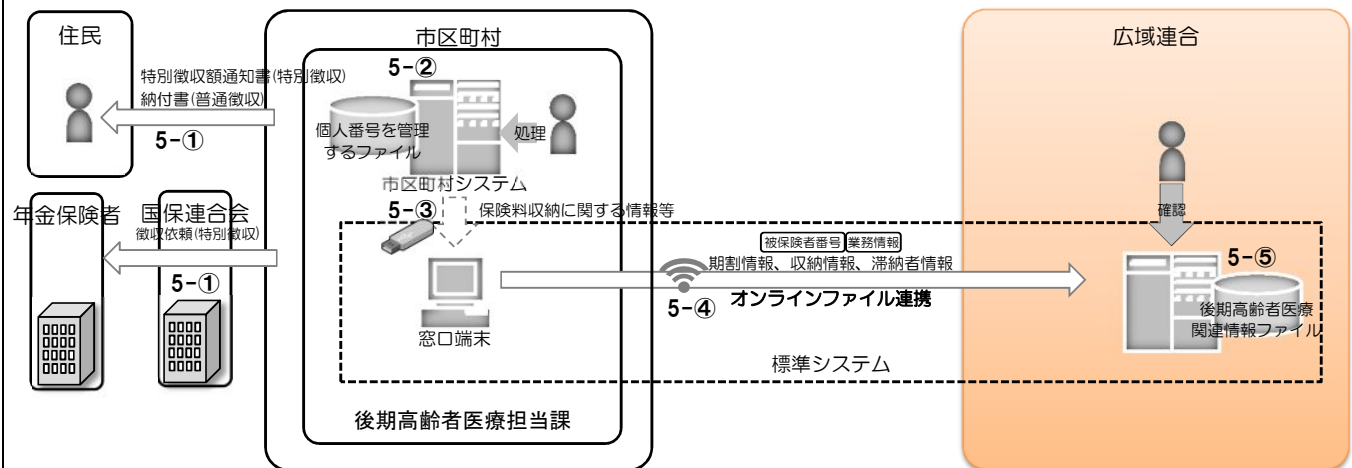 住民
特別徴収額通知書(特別徴収)
納付書(普通徴収)
5-①
年金保険者
国保連合会
徴収依頼(特別徴収)
5-①
市区町村
5-②
個人番号を管理
するファイル
処理
市区町村システム
5-③
保険料収納に関する情報等
窓口端末
後期高齢者医療担当課
被保険者番号 業務情報
期割情報、収納情報、滞納者情報
5-④
オンラインファイル連携
標準システム
広域連合
確認
5-⑤
後期高齢者医療
関連情報ファイル